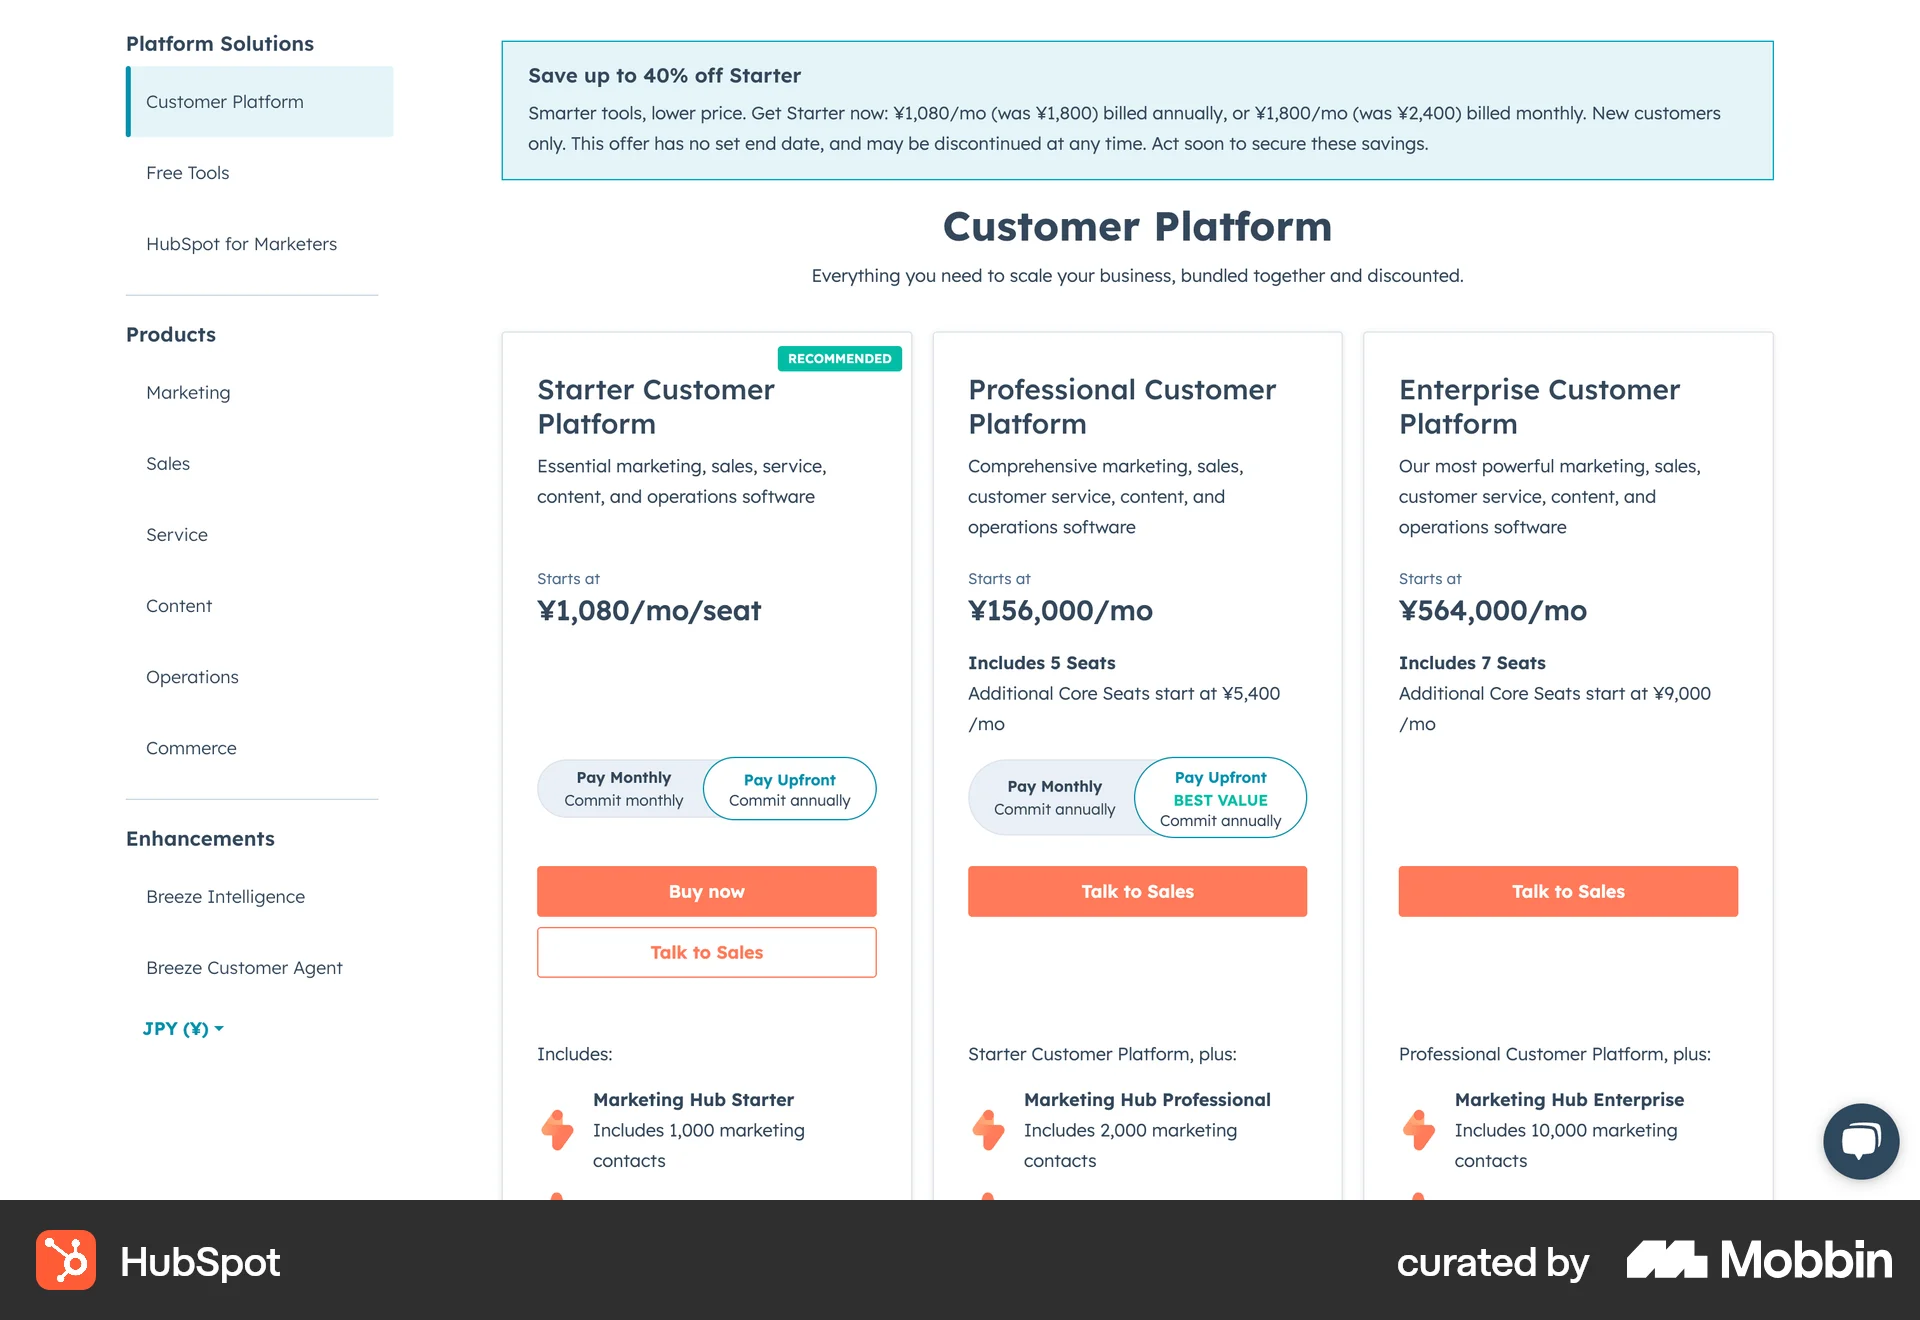 Platform Solutions
Customer Platform
Free Tools
HubSpot for Marketers
Products
Marketing
Sales
Service
Content
Operations
Commerce
Enhancements
Breeze Intelligence
Breeze Customer Agent
JPY (¥)
Save up to 40% off Starter
Smarter tools, lower price. Get Starter now: ¥1,080/mo (was ¥1,800) billed annually, or ¥1,800/mo (was ¥2,400) billed monthly. New customers
only. This offer has no set end date, and may be discontinued at any time. Act soon to secure these savings.
Customer Platform
Everything you need to scale your business, bundled together and discounted.
RECOMMENDED
Starter Customer
Platform
Essential marketing, sales, service,
content, and operations software
Starts at
¥1,080/mo/seat
Pay Monthly
Commit monthly
Pay Upfront
Commit annually
Buy now
Talk to Sales
Includes:
Marketing Hub Starter
Includes 1,000 marketing
contacts
Professional Customer
Platform
Comprehensive marketing, sales,
customer service, content, and
operations software
Starts at
¥156,000/mo
Includes 5 Seats
Additional Core Seats start at ¥5,400
/mo
Pay Monthly
Commit annually
Pay Upfront
BEST VALUE
Commit annually
Talk to Sales
Starter Customer Platform, plus:
Marketing Hub Professional
Includes 2,000 marketing
contacts
Enterprise Customer
Platform
Our most powerful marketing, sales,
customer service, content, and
operations software
Starts at
¥564,000/mo
Includes 7 Seats
Additional Core Seats start at ¥9,000
/mo
Talk to Sales
Professional Customer Platform, plus:
Marketing Hub Enterprise
Includes 10,000 marketing
contacts
HubSpot
curated by
Mobbin